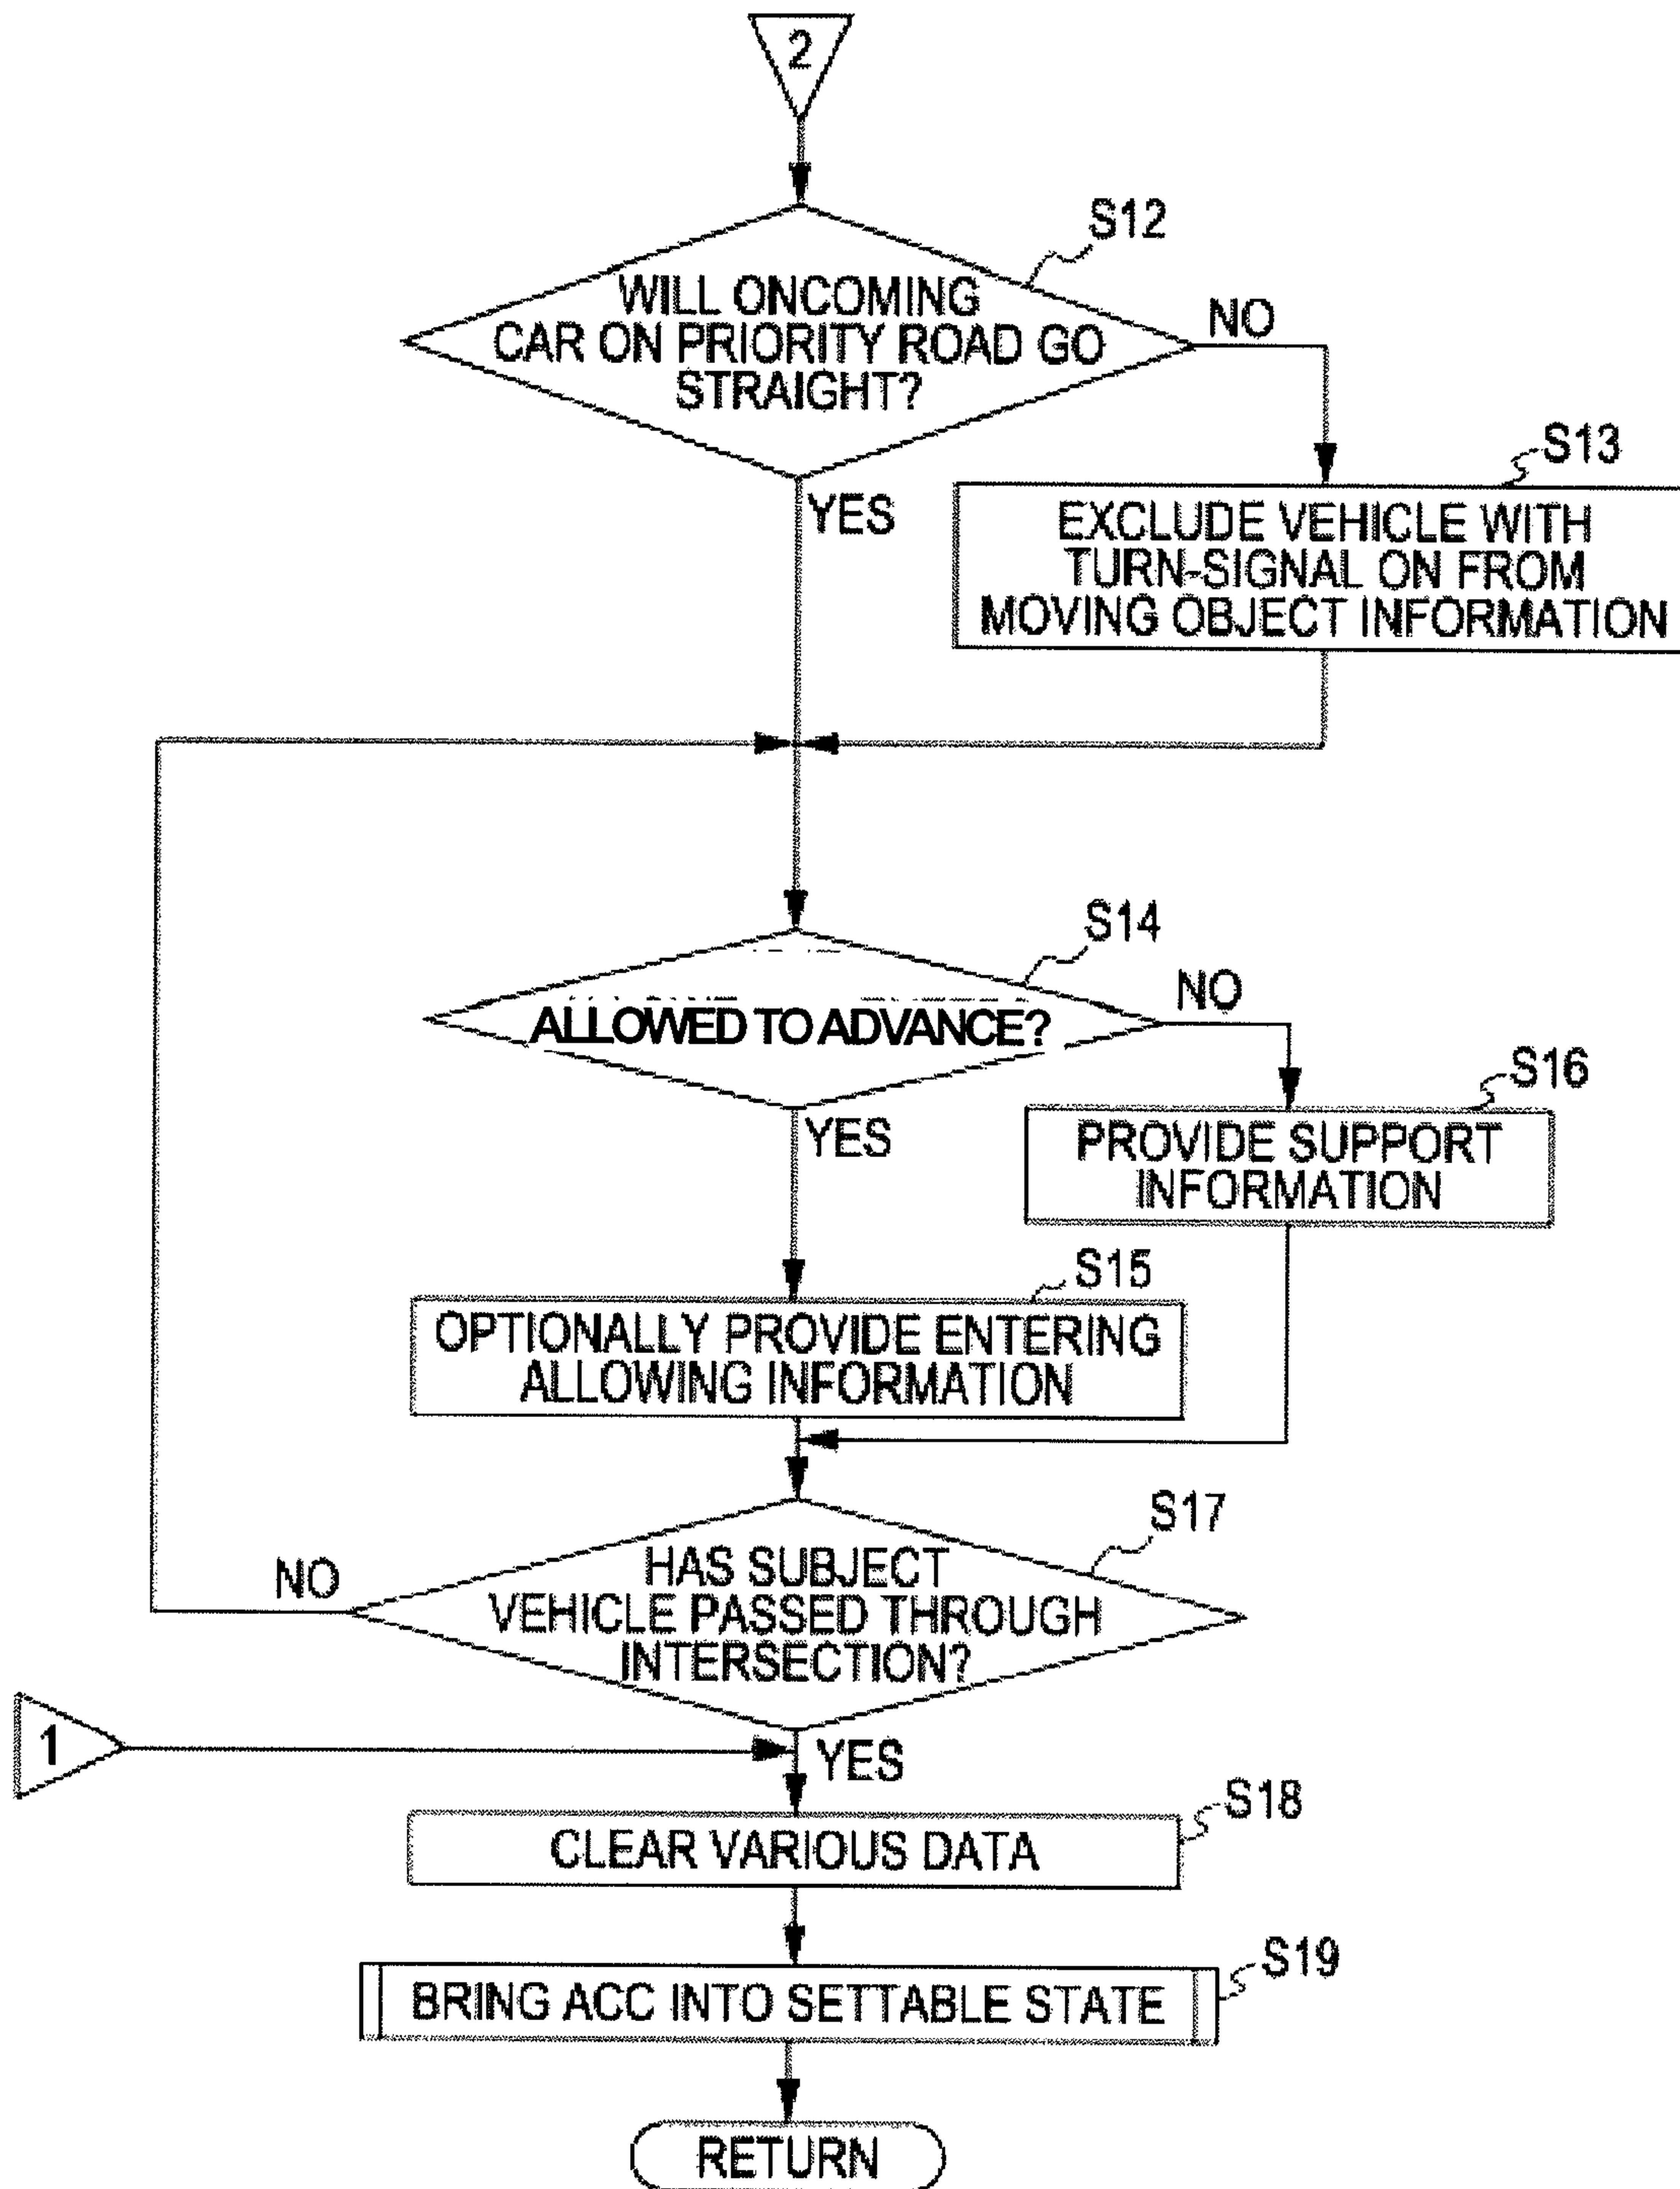 2
S12
WILL ONCOMING
CAR ON PRIORITY ROAD GO
STRAIGHT?
NO
YES
S13
EXCLUDE VEHICLE WITH
TURN-SIGNAL ON FROM
MOVING OBJECT INFORMATION
S14
ALLOWED TO ADVANCE?
NO
YES
S16
PROVIDE SUPPORT
INFORMATION
S15
OPTIONALLY PROVIDE ENTERING
ALLOWING INFORMATION
S17
HAS SUBJECT
VEHICLE PASSED THROUGH
INTERSECTION?
NO
1
YES
S18
CLEAR VARIOUS DATA
S19
BRING ACC INTO SETTABLE STATE
RETURN